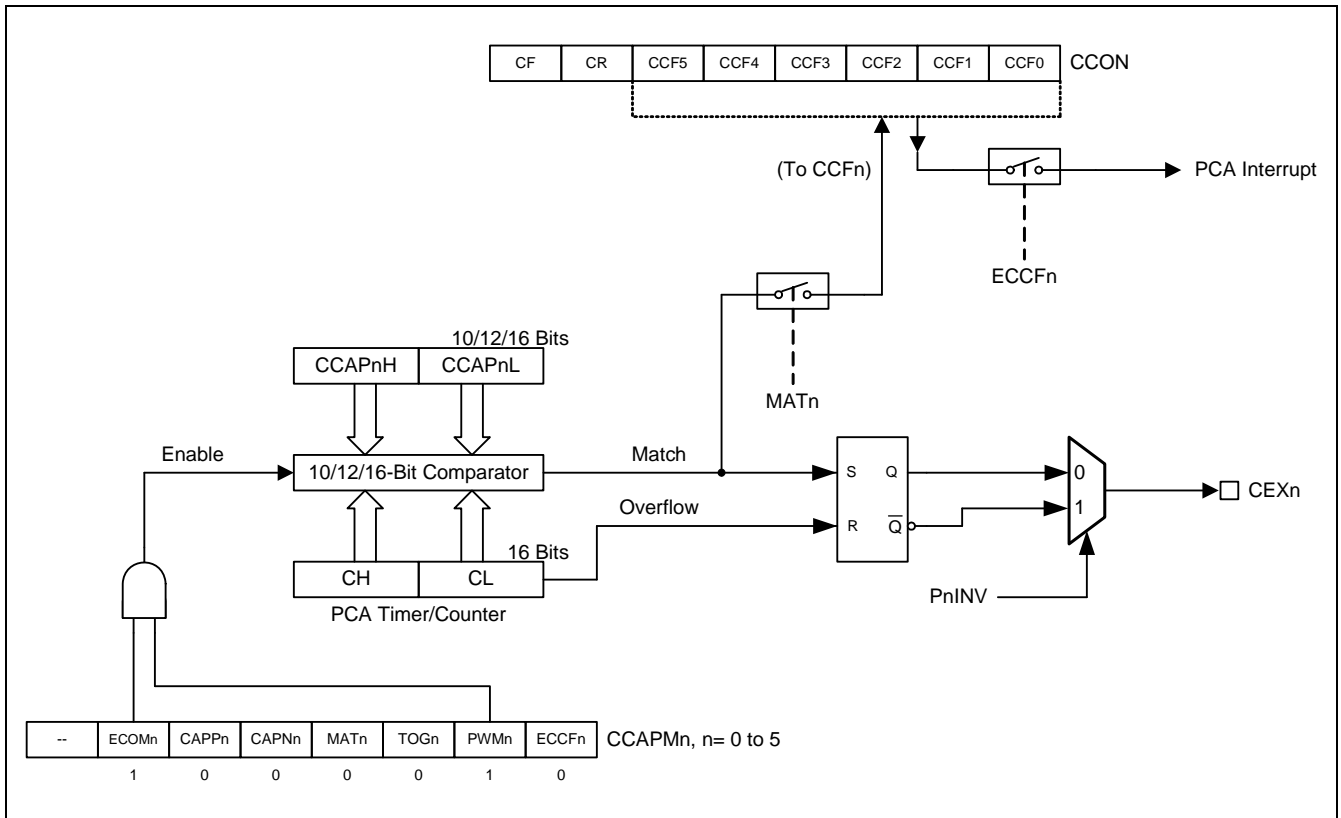 CF CR CCF5 CCF4 CCF3 CCF2 CCF1 CCF0 CCON
(To CCFn)
PCA Interrupt
ECCFn
10/12/16 Bits
CCAPnH CCAPnL
MATn
Enable
10/12/16-Bit Comparator
Match
S Q
0
1
CEXn
Overflow
R Q
16 Bits
CH CL
PCA Timer/Counter
PnINV
-- ECOMn CAPPn CAPNn MATn TOGn PWMn ECCFn CCAPMn, n= 0 to 5
1 0 0 0 0 1 0